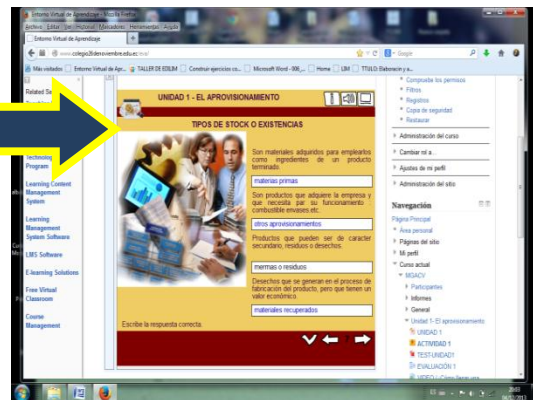 Entorno Virtual de Aprendizaje - Mozilla Firefox
Archivo Editar Ver Historial Marcadores Herramientas Ayuda
Entorno Virtual de Aprendizaje
www.colegio20denoviembre.edu.ec
Google
Más visitados Entorno Virtual de Apr... TALLER DE EDILIM Construir ejercicios co... Microsoft Word - 906_... Home LIM
Related Se
Technology
Program
Learning Content
Management
System
Learning
Management
System Software
LMS Software
E-learning Solutions
Free Virtual
Classroom
Course
Management
UNIDAD 1 - EL APROVISIONAMIENTO
TIPOS DE STOCK O EXISTENCIAS
Son materiales adquiridos para emplearlos
como ingredientes de un producto
terminado.
materias primas
Son productos que adquiere la empresa y
que necesita par su funcionamiento :
combustible envases etc.
otros aprovisionamientos
Productos que pueden ser de caracter
secundario, residuos o desechos.
mermas o residuos
Desechos que se generan en el proceso de
fabricación del producto, pero que tienen un
valor económico.
materiales recuperados
Escribe la respuesta correcta.
Compruebe los permisos
Filtros
Registros
Copia de seguridad
Restaurar
Administración del curso
Cambiar rol a...
Ajustes de mi perfil
Administración del sitio
Navegación
Página Principal
Área personal
Páginas del sitio
Mi perfil
Curso actual
MGACV
Participantes
Informes
General
Unidad 1- El aprovisionamiento
UNIDAD 1
ACTIVIDAD 1
TEST-UNIDAD1
EVALUACIÓN 1